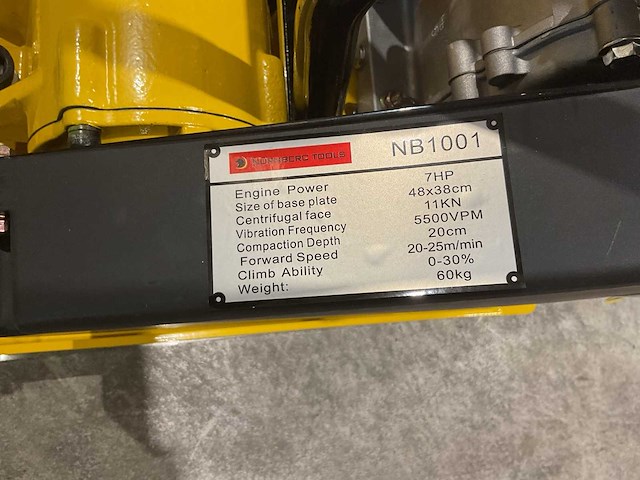 TOOLS
NB1001
Engine Power 7HP
Size of base plate 48x38cm
Centrifugal face 11KN
Vibration Frequency 5500VPM
Compaction Depth 20cm
Forward Speed 20-25m/min
Climb Ability 0-30%
Weight: 60kg